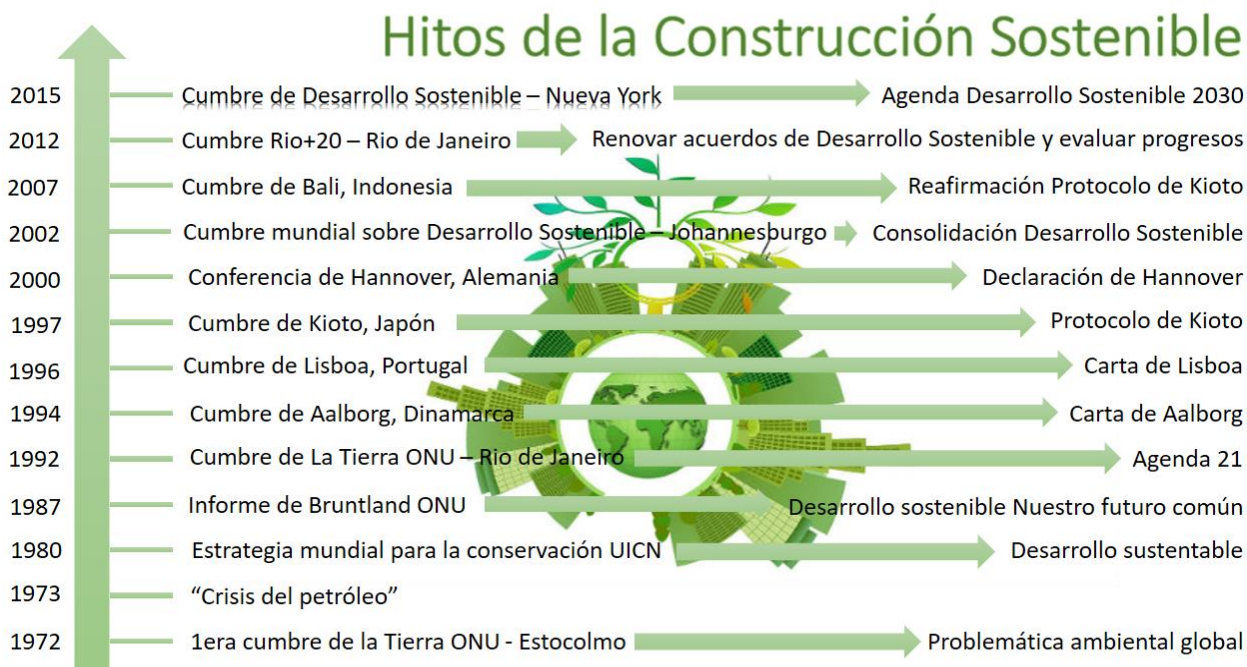 Hitos de la Construcción Sostenible
2015 Cumbre de Desarrollo Sostenible – Nueva York Agenda Desarrollo Sostenible 2030
2012 Cumbre Rio+20 – Rio de Janeiro Renovar acuerdos de Desarrollo Sostenible y evaluar progresos
2007 Cumbre de Bali, Indonesia Reafirmación Protocolo de Kioto
2002 Cumbre mundial sobre Desarrollo Sostenible – Johannesburgo Consolidación Desarrollo Sostenible
2000 Conferencia de Hannover, Alemania Declaración de Hannover
1997 Cumbre de Kioto, Japón Protocolo de Kioto
1996 Cumbre de Lisboa, Portugal Carta de Lisboa
1994 Cumbre de Aalborg, Dinamarca Carta de Aalborg
1992 Cumbre de La Tierra ONU – Rio de Janeiro Agenda 21
1987 Informe de Bruntland ONU Desarrollo sostenible Nuestro futuro común
1980 Estrategia mundial para la conservación UICN Desarrollo sustentable
1973 “Crisis del petróleo”
1972 1era cumbre de la Tierra ONU - Estocolmo Problemática ambiental global